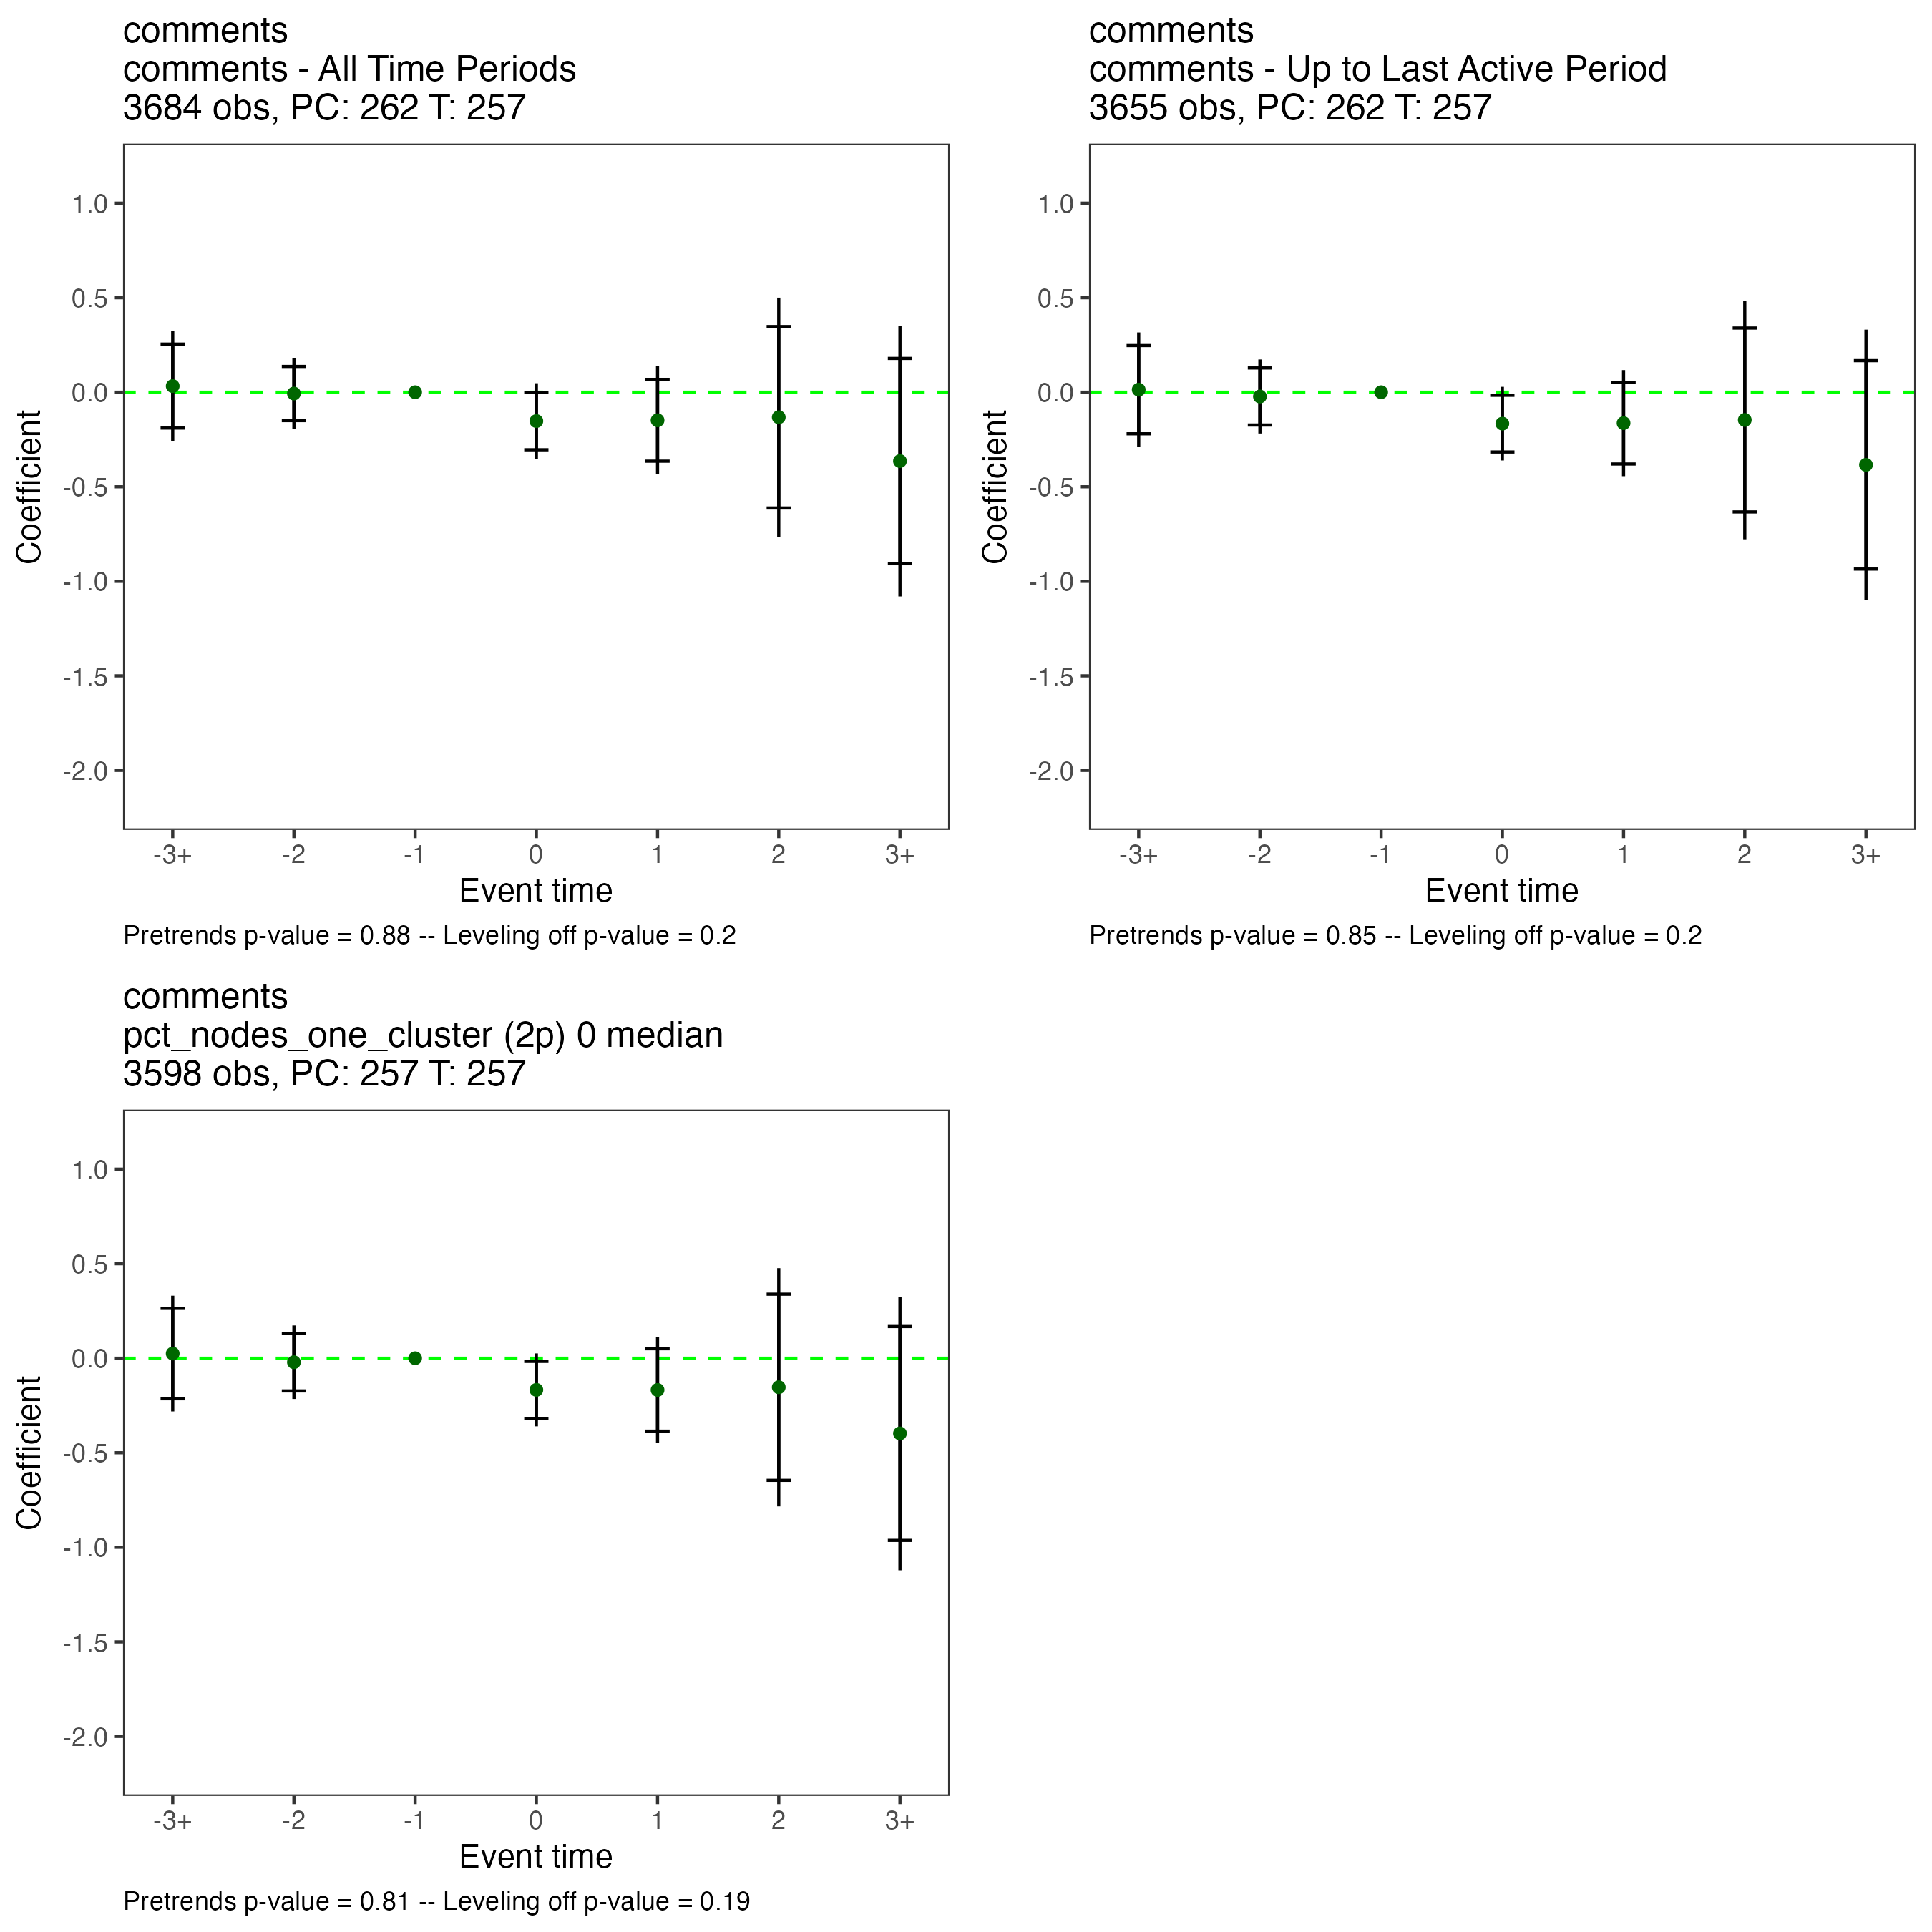 comments
comments - All Time Periods
3684 obs, PC: 262 T: 257
1.0
0.5
0.0
-0.5
-1.0
-1.5
-2.0
Coefficient
-3+ -2 -1 0 1 2 3+
Event time
Pretrends p-value = 0.88 -- Leveling off p-value = 0.2
comments
comments - Up to Last Active Period
3655 obs, PC: 262 T: 257
1.0
0.5
0.0
-0.5
-1.0
-1.5
-2.0
Coefficient
-3+ -2 -1 0 1 2 3+
Event time
Pretrends p-value = 0.85 -- Leveling off p-value = 0.2
comments
pct_nodes_one_cluster (2p) 0 median
3598 obs, PC: 257 T: 257
1.0
0.5
0.0
-0.5
-1.0
-1.5
-2.0
Coefficient
-3+ -2 -1 0 1 2 3+
Event time
Pretrends p-value = 0.81 -- Leveling off p-value = 0.19